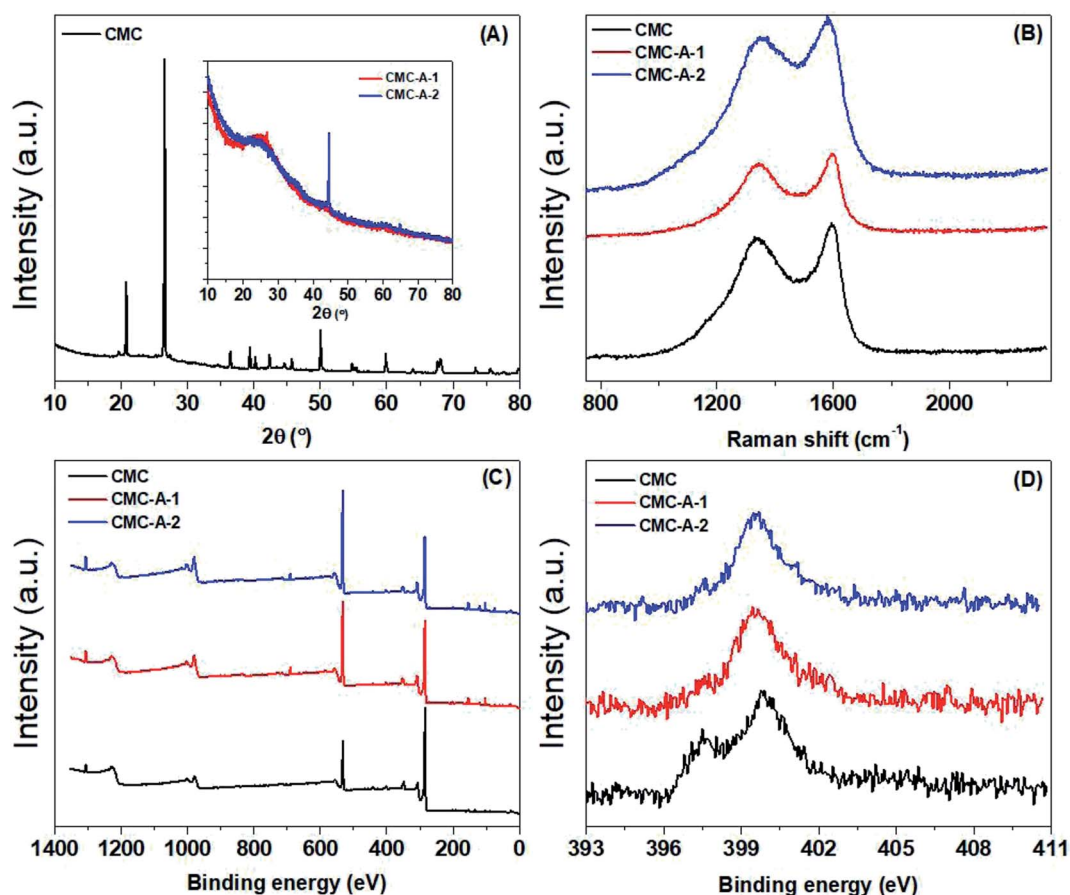 CMC
(A)
CMC-A-1
CMC-A-2
10 20 30 40 50 60 70 80
2θ (º)
Intensity (a.u.)
10 20 30 40 50 60 70 80
2θ (º)
CMC
(B)
CMC-A-1
CMC-A-2
Intensity (a.u.)
800 1200 1600 2000
Raman shift (cm⁻¹)
CMC
(C)
CMC-A-1
CMC-A-2
Intensity (a.u.)
1400 1200 1000 800 600 400 200 0
Binding energy (eV)
CMC
(D)
CMC-A-1
CMC-A-2
Intensity (a.u.)
393 396 399 402 405 408 411
Binding energy (eV)